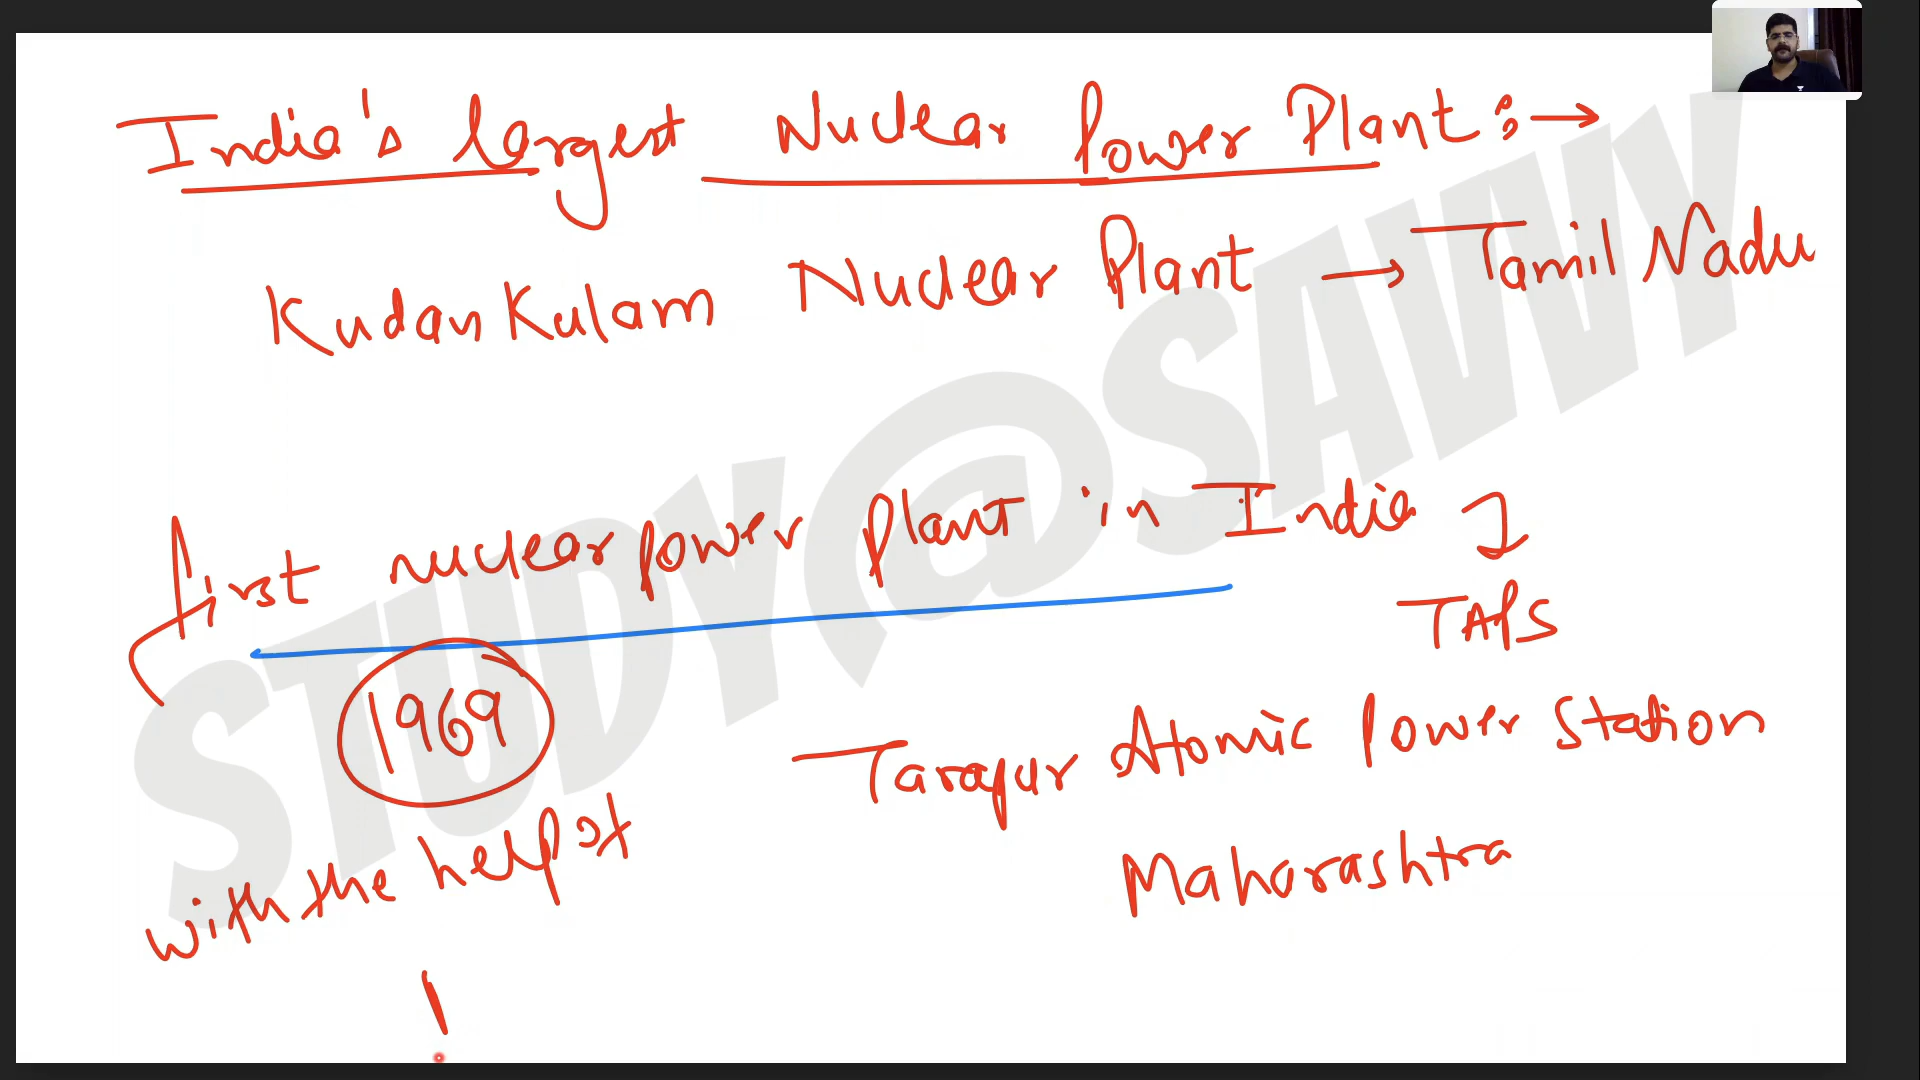 India's largest Nuclear Power Plant :→
KudanKulam Nuclear Plant → Tamil Nadu
first nuclear power plant in India
TAPS
1969
Tarapur Atomic Power Station
with the help of
Maharashtra
STUDY@SAVVY